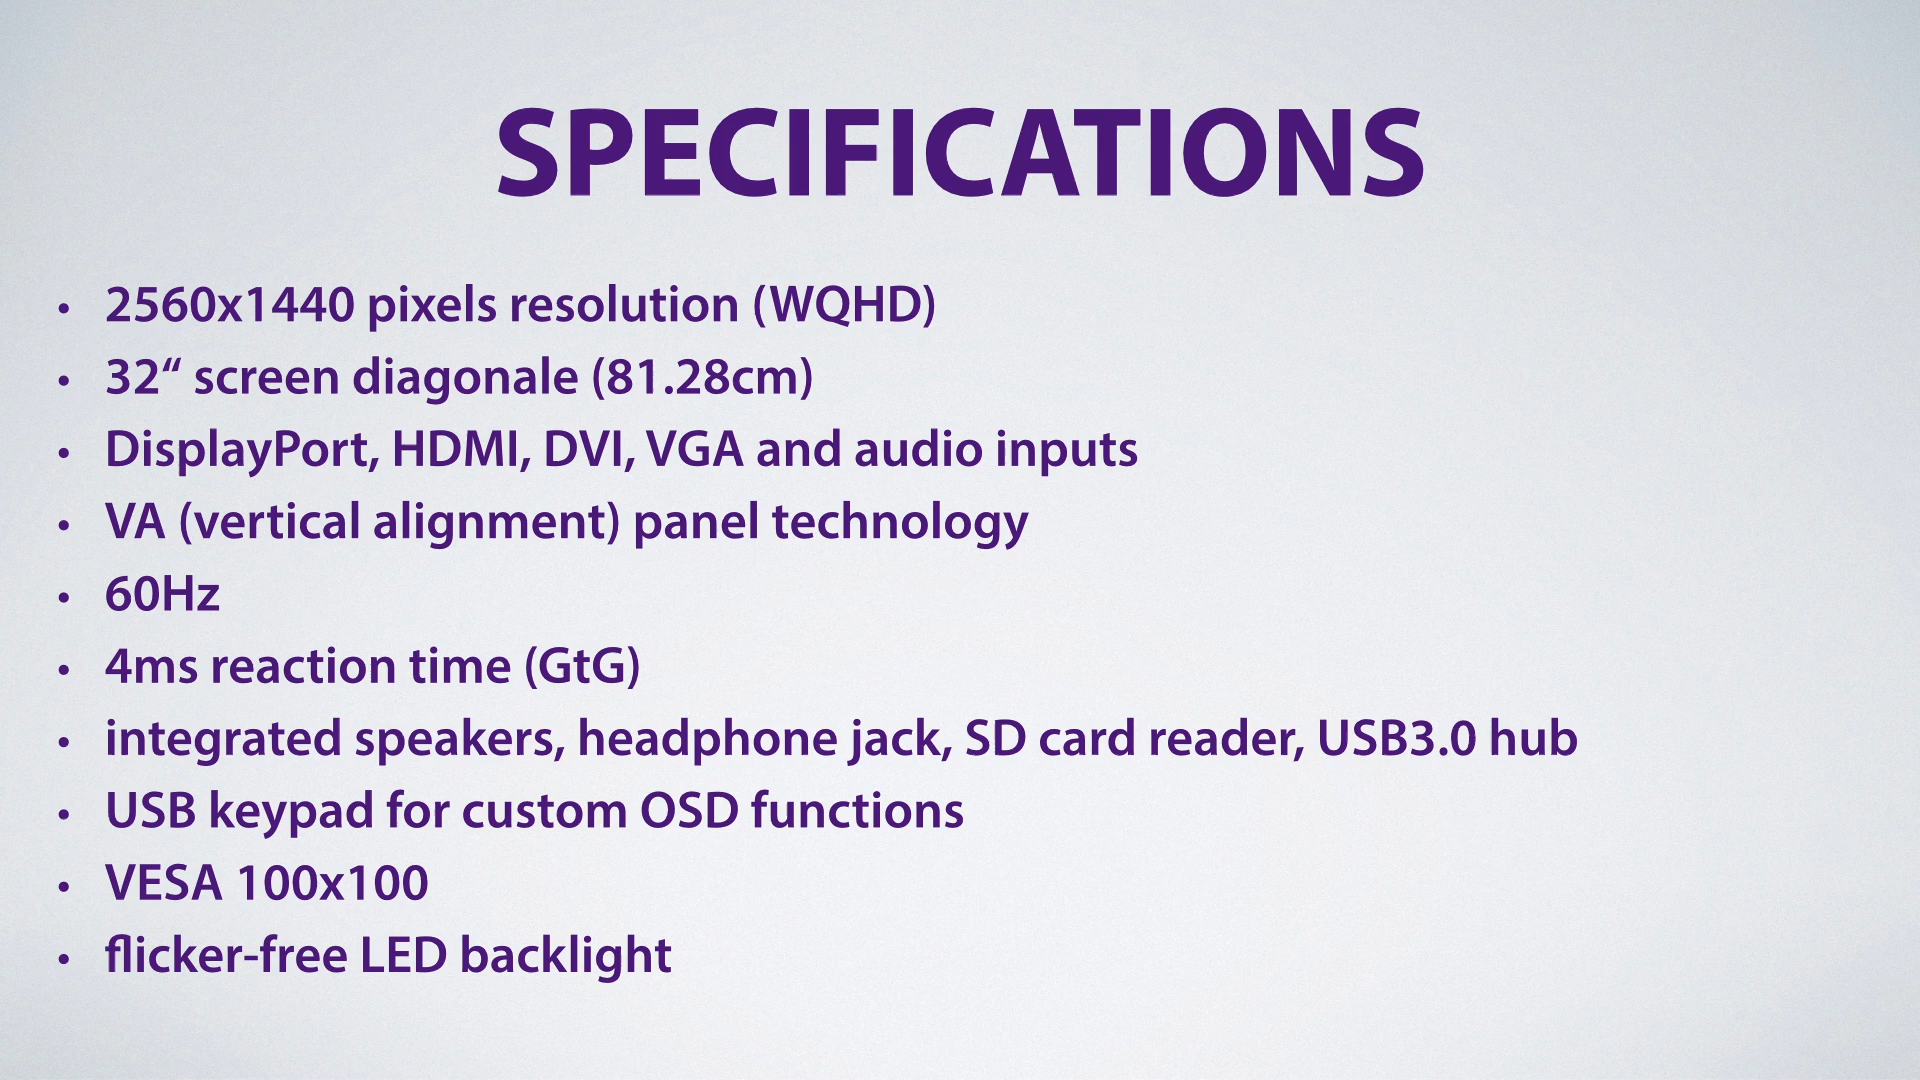 SPECIFICATIONS
• 2560x1440 pixels resolution (WQHD)
• 32“ screen diagonale (81.28cm)
• DisplayPort, HDMI, DVI, VGA and audio inputs
• VA (vertical alignment) panel technology
• 60Hz
• 4ms reaction time (GtG)
• integrated speakers, headphone jack, SD card reader, USB3.0 hub
• USB keypad for custom OSD functions
• VESA 100x100
• flicker-free LED backlight